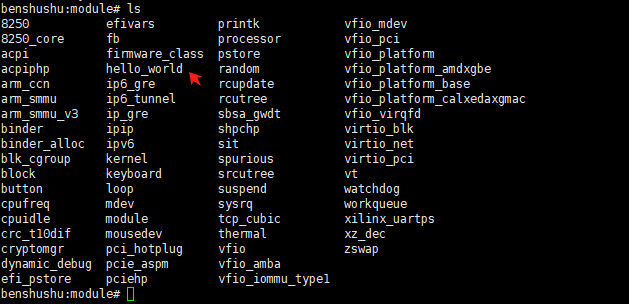 benshushu:module# ls
8250 efivars printk vfio_mdev
8250_core fb processor vfio_pci
acpi firmware_class pstore vfio_platform
acpiphp hello_world random vfio_platform_amdxgbe
arm_ccn ip6_gre rcupdate vfio_platform_base
arm_smmu ip6_tunnel rcutree vfio_platform_calxedaxgmac
arm_smmu_v3 ip_gre sbsa_gwdt vfio_virqfd
binder ipip shpchp virtio_blk
binder_alloc ipv6 sit virtio_net
blk_cgroup kernel spurious virtio_pci
block keyboard srcutree vt
button loop suspend watchdog
cpufreq mdev sysrq workqueue
cpuidle module tcp_cubic xilinx_uartps
crc_t10dif mousedev thermal xz_dec
cryptomgr pci_hotplug vfio zswap
dynamic_debug pcie_aspm vfio_amba
efi_pstore pciehp vfio_iommu_type1
benshushu:module#